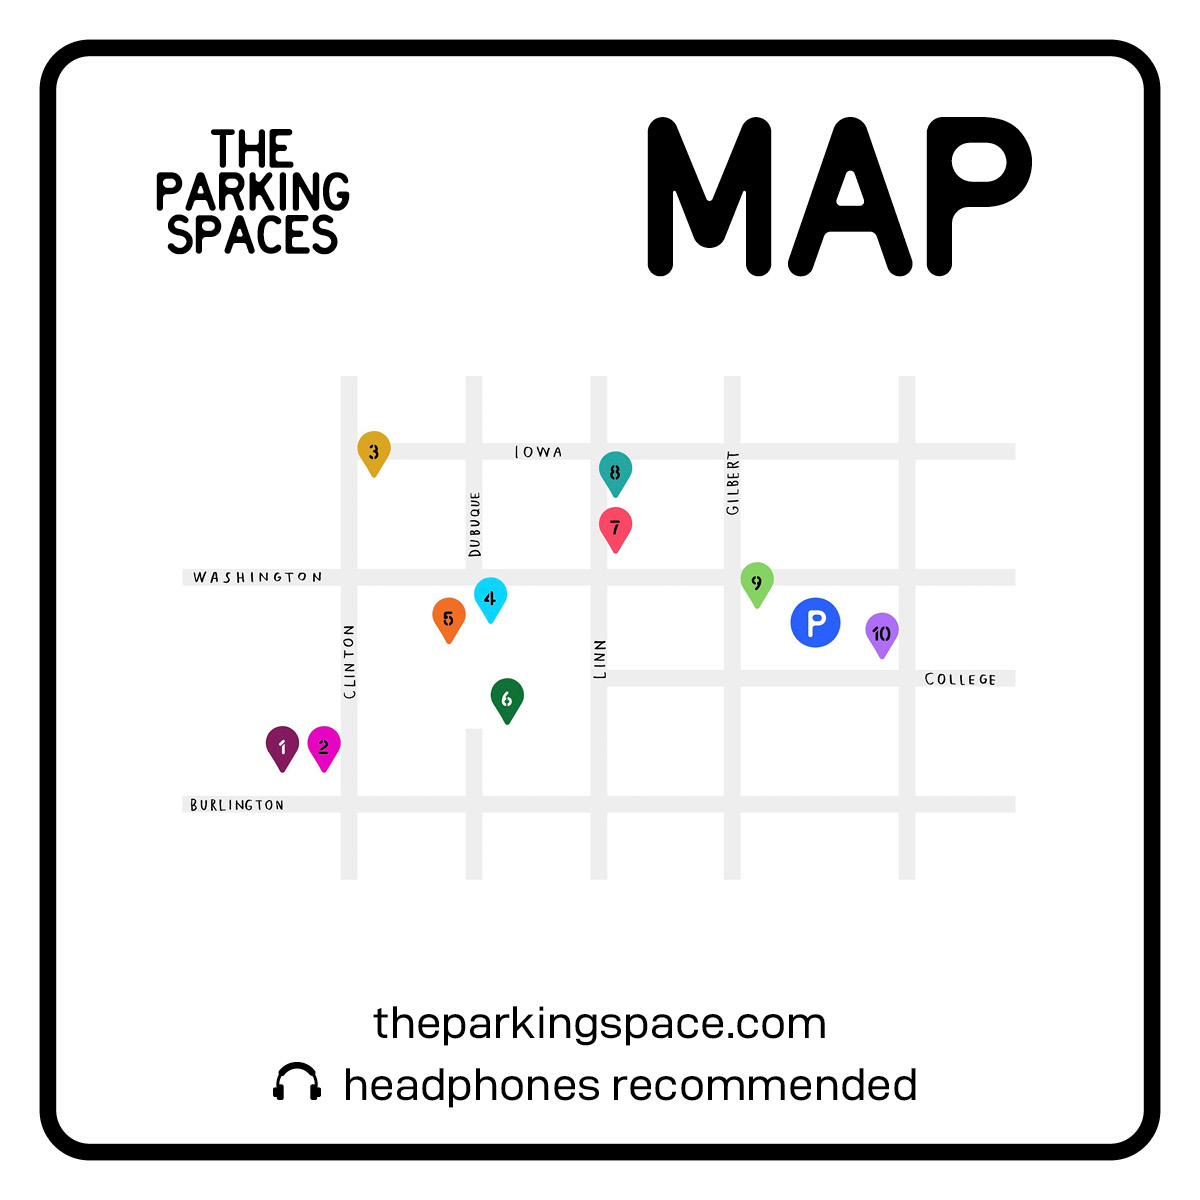 THE
PARKING
SPACES
MAP
3
IOWA
8
GILBERT
DUBUQUE
7
WASHINGTON
9
4
5
P
10
CLINTON
LINN
COLLEGE
6
1
2
BURLINGTON
theparkingspace.com
headphones recommended